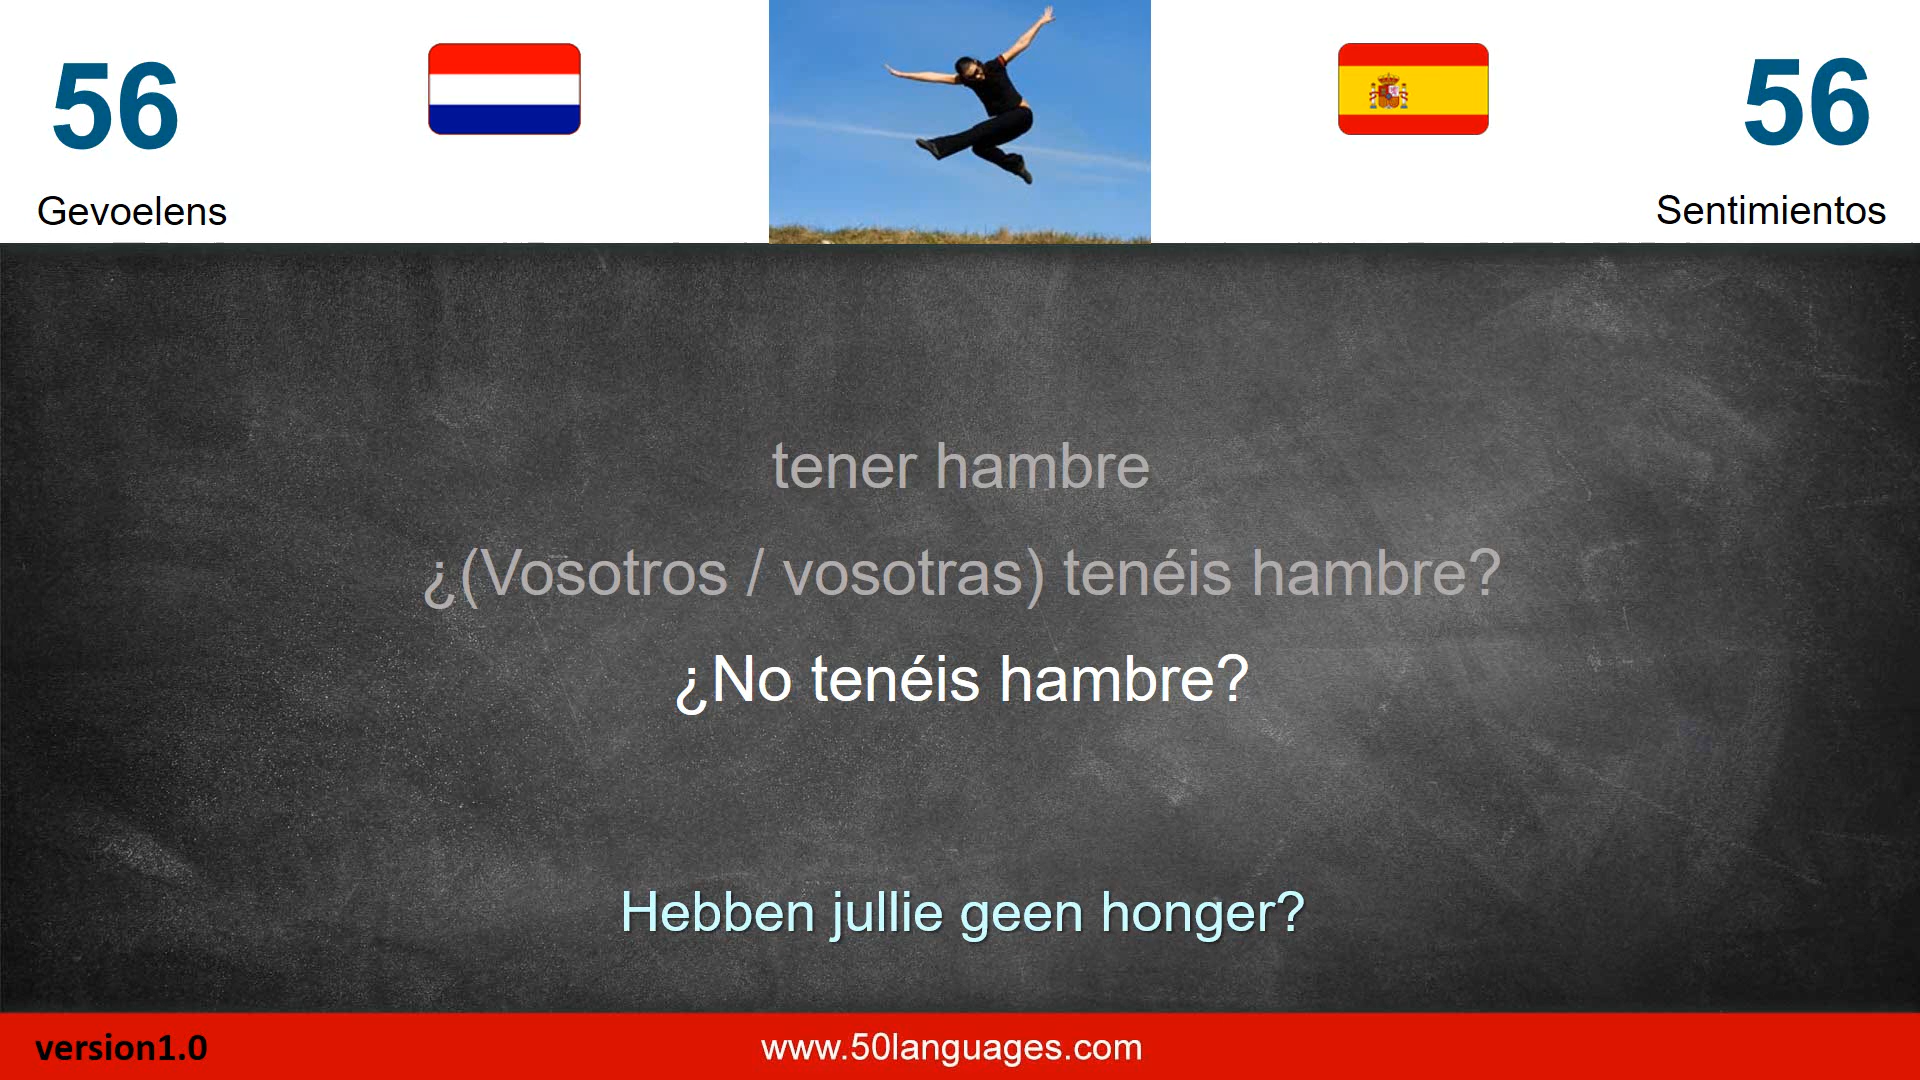 56
56
Gevoelens
Sentimientos
tener hambre
¿(Vosotros / vosotras) tenéis hambre?
¿No tenéis hambre?
Hebben jullie geen honger?
version1.0
www.50languages.com